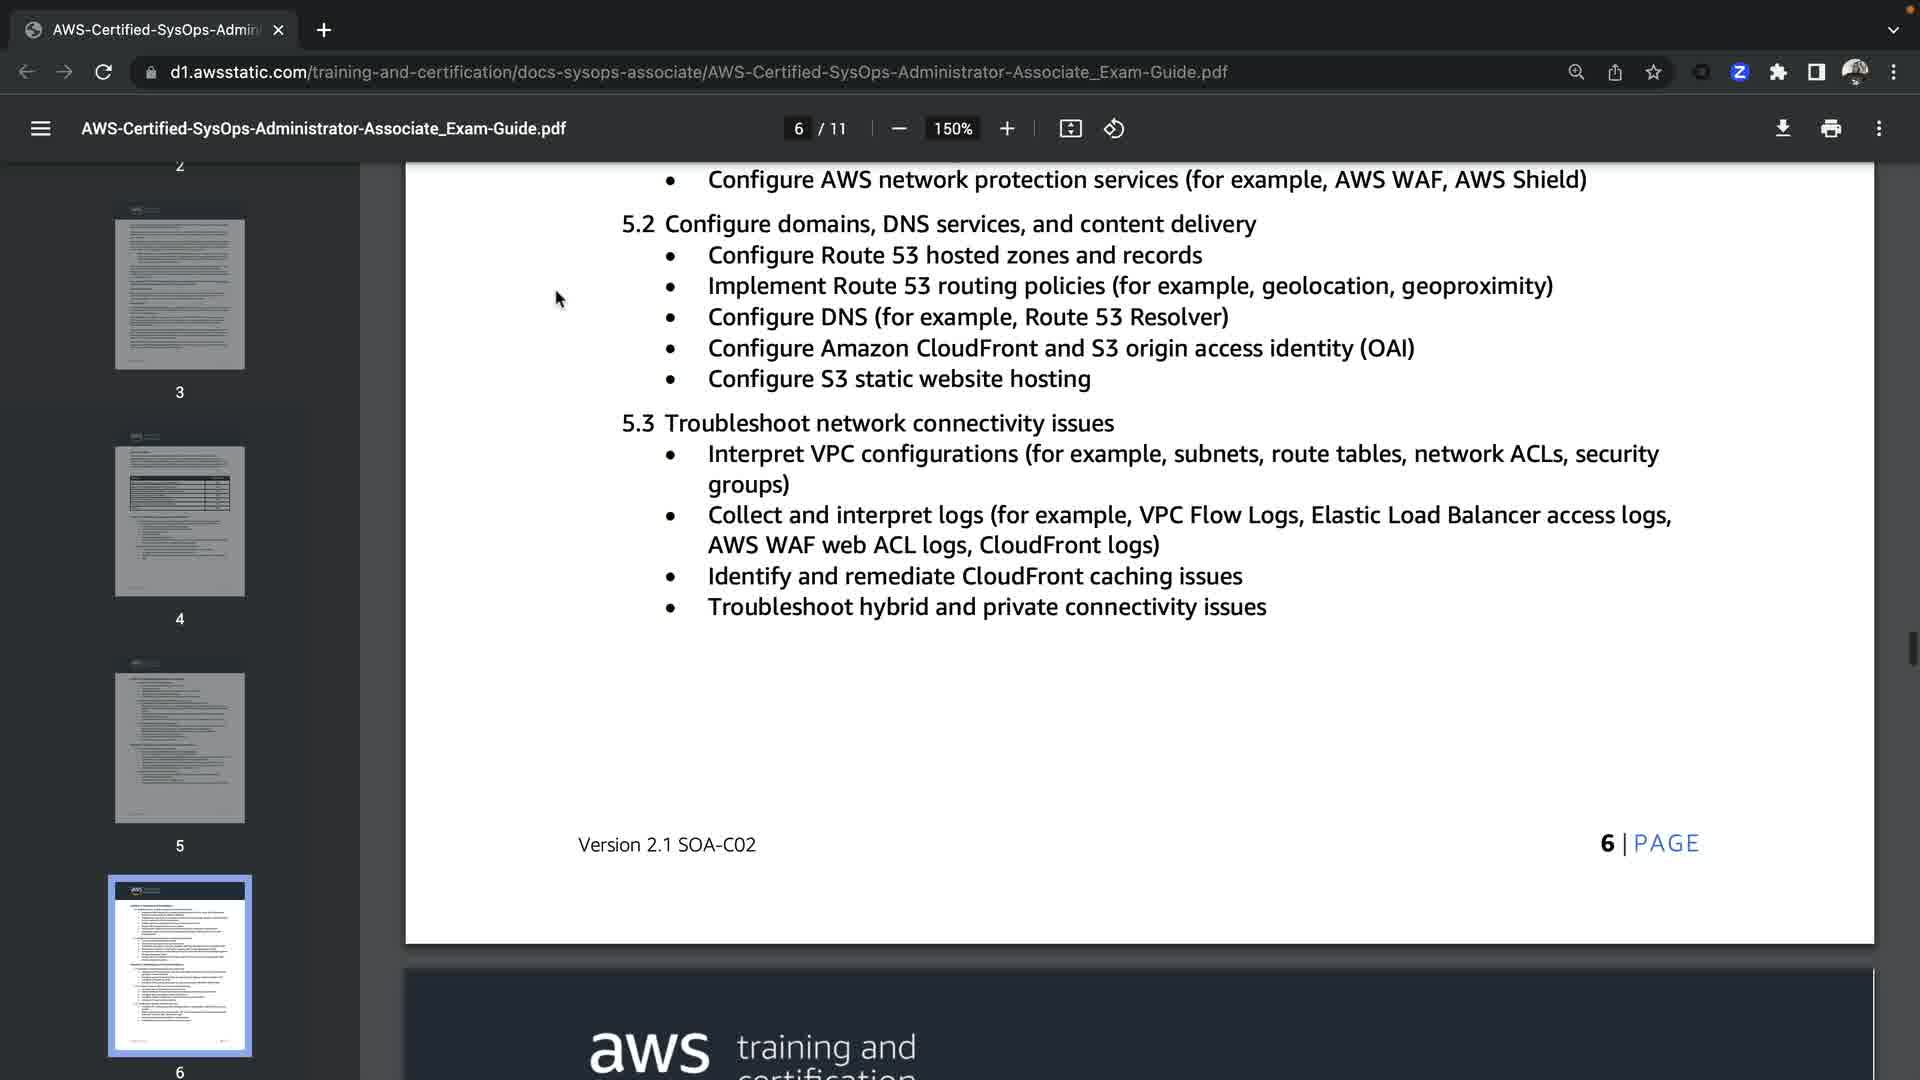 AWS-Certified-SysOps-Admin
d1.awsstatic.com/training-and-certification/docs-sysops-associate/AWS-Certified-SysOps-Administrator-Associate_Exam-Guide.pdf
Z
AWS-Certified-SysOps-Administrator-Associate_Exam-Guide.pdf
6 / 11
150%
2
3
4
5
aws
6
• Configure AWS network protection services (for example, AWS WAF, AWS Shield)
5.2 Configure domains, DNS services, and content delivery
• Configure Route 53 hosted zones and records
• Implement Route 53 routing policies (for example, geolocation, geoproximity)
• Configure DNS (for example, Route 53 Resolver)
• Configure Amazon CloudFront and S3 origin access identity (OAI)
• Configure S3 static website hosting
5.3 Troubleshoot network connectivity issues
• Interpret VPC configurations (for example, subnets, route tables, network ACLs, security
groups)
• Collect and interpret logs (for example, VPC Flow Logs, Elastic Load Balancer access logs,
AWS WAF web ACL logs, CloudFront logs)
• Identify and remediate CloudFront caching issues
• Troubleshoot hybrid and private connectivity issues
Version 2.1 SOA-C02
6 | PAGE
aws training and
certification